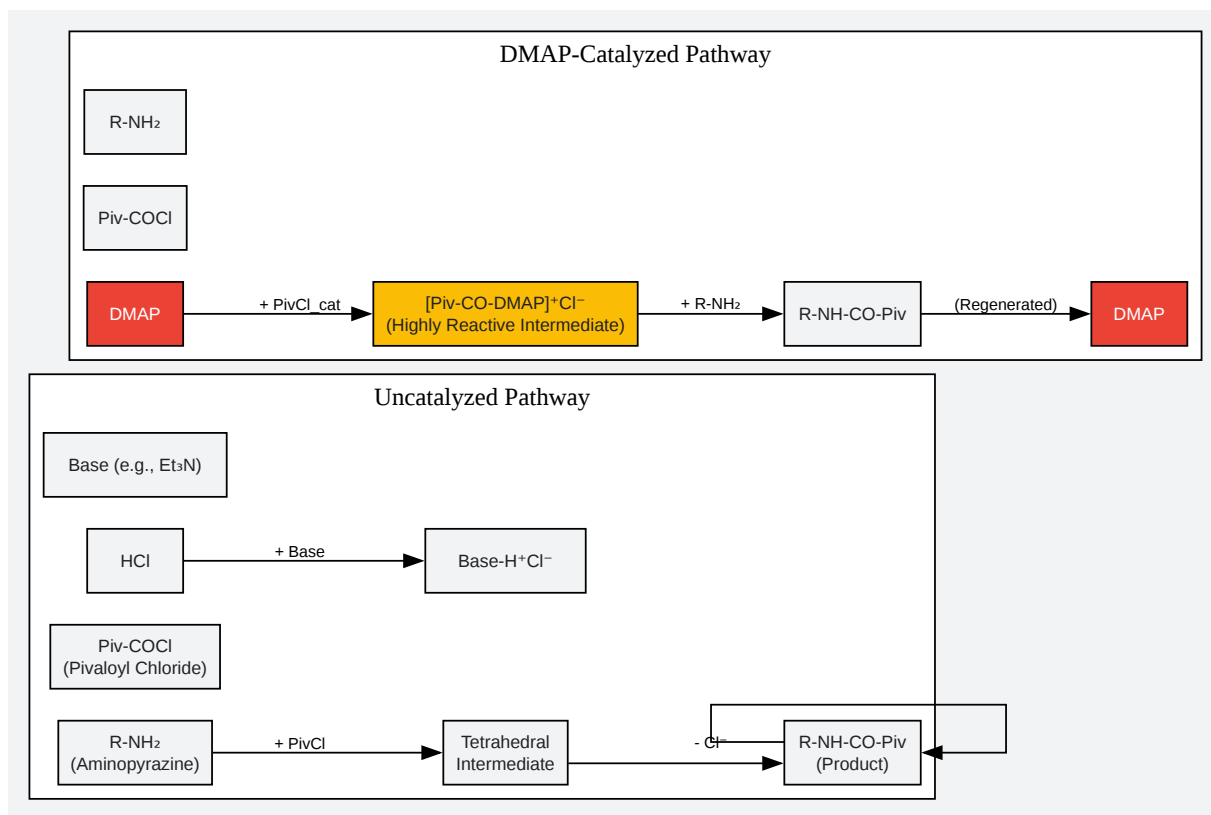 DMAP-Catalyzed Pathway
R-NH₂
Piv-COCl
DMAP
+ PivCl_cat
[Piv-CO-DMAP]⁺Cl⁻
(Highly Reactive Intermediate)
+ R-NH₂
R-NH-CO-Piv
(Regenerated)
DMAP
Uncatalyzed Pathway
Base (e.g., Et₃N)
HCl
+ Base
Base-H⁺Cl⁻
Piv-COCl
(Pivaloyl Chloride)
R-NH₂
(Aminopyrazine)
+ PivCl
Tetrahedral
Intermediate
- Cl⁻
R-NH-CO-Piv
(Product)